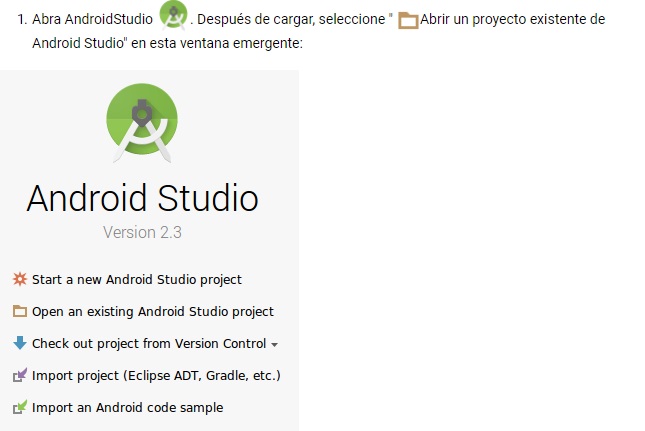 1. Abra AndroidStudio . Después de cargar, seleccione " Abrir un proyecto existente de
Android Studio" en esta ventana emergente:
Android Studio
Version 2.3
Start a new Android Studio project
Open an existing Android Studio project
Check out project from Version Control
Import project (Eclipse ADT, Gradle, etc.)
Import an Android code sample